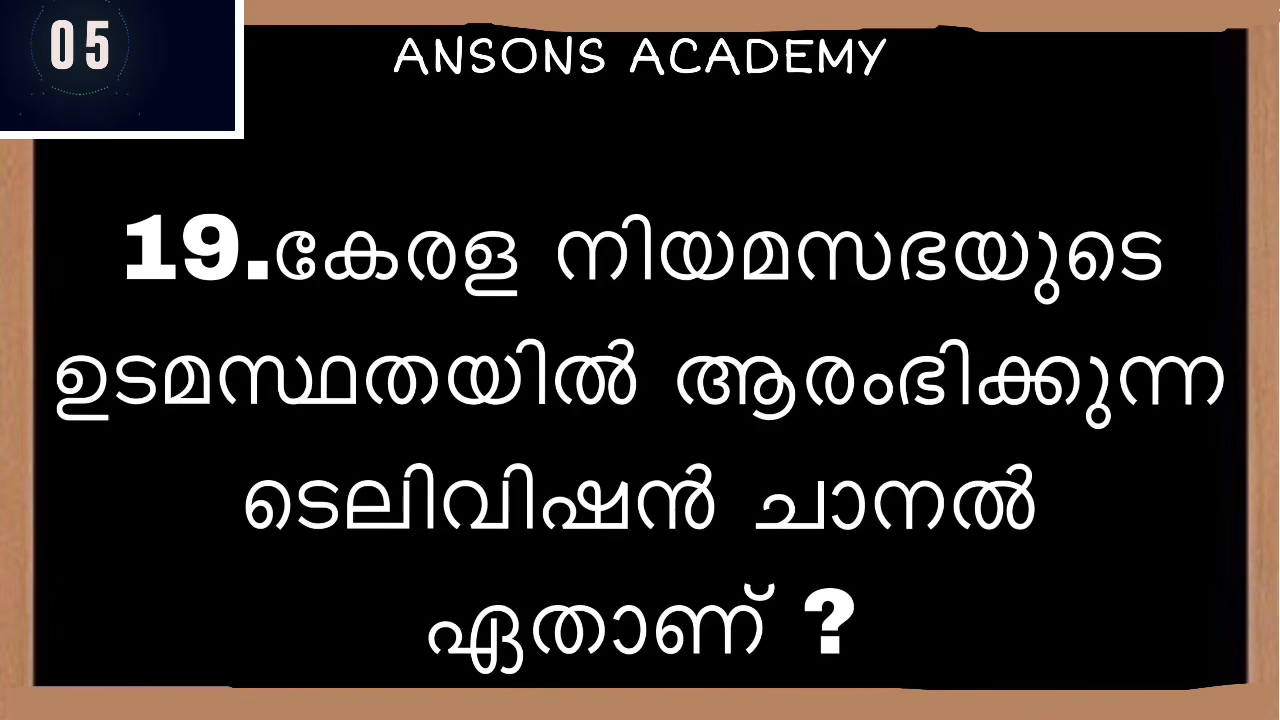 05
ANSONS ACADEMY
19.കേരള നിയമസഭയുടെ
ഉടമസ്ഥതയിൽ ആരംഭിക്കുന്ന
ടെലിവിഷൻ ചാനൽ
ഏതാണ് ?